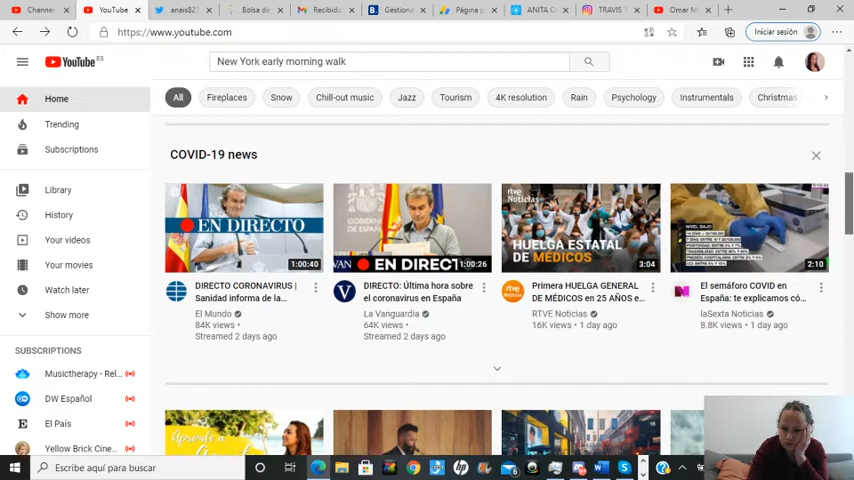 Channel
YouTube
anais827
Bolsa de
Recibido
Gestiona
Página p
ANITA C
TRAVIS
Omar M
https://www.youtube.com
Iniciar sesión
YouTube ES
New York early morning walk
All
Fireplaces
Snow
Chill-out music
Jazz
Tourism
4K resolution
Rain
Psychology
Instrumentals
Christmas
Home
Trending
Subscriptions
Library
History
Your videos
Your movies
Watch later
Show more
SUBSCRIPTIONS
Musictherapy - Rel...
DW Español
El País
Yellow Brick Cine...
COVID-19 news
EN DIRECTO
1:00:40
DIRECTO CORONAVIRUS |
Sanidad informa de la...
El Mundo
84K views •
Streamed 2 days ago
GOBIERNO
DE ESPAÑA
VAN
EN DIRECT
1:00:26
DIRECTO: Última hora sobre
el coronavirus en España
La Vanguardia
64K views •
Streamed 2 days ago
rtve
Noticias
HUELGA ESTATAL
DE MÉDICOS
3:04
Primera HUELGA GENERAL
DE MÉDICOS en 25 AÑOS e...
RTVE Noticias
16K views • 1 day ago
NIVEL BAJO
2:10
El semáforo COVID en
España: te explicamos có...
laSexta Noticias
8.8K views • 1 day ago
Aprende a
Escribe aquí para buscar